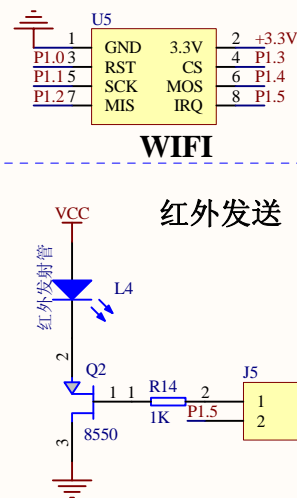 U5
1 GND 3.3V 2 +3.3V
P1.0 3 RST CS 4 P1.3
P1.1 5 SCK MOS 6 P1.4
P1.2 7 MIS IRQ 8 P1.5
WIFI
红外发送
VCC
红外发射管
L4
2
Q2
1 1 R14 2
1K
8550
3
J5
1
P1.5 2